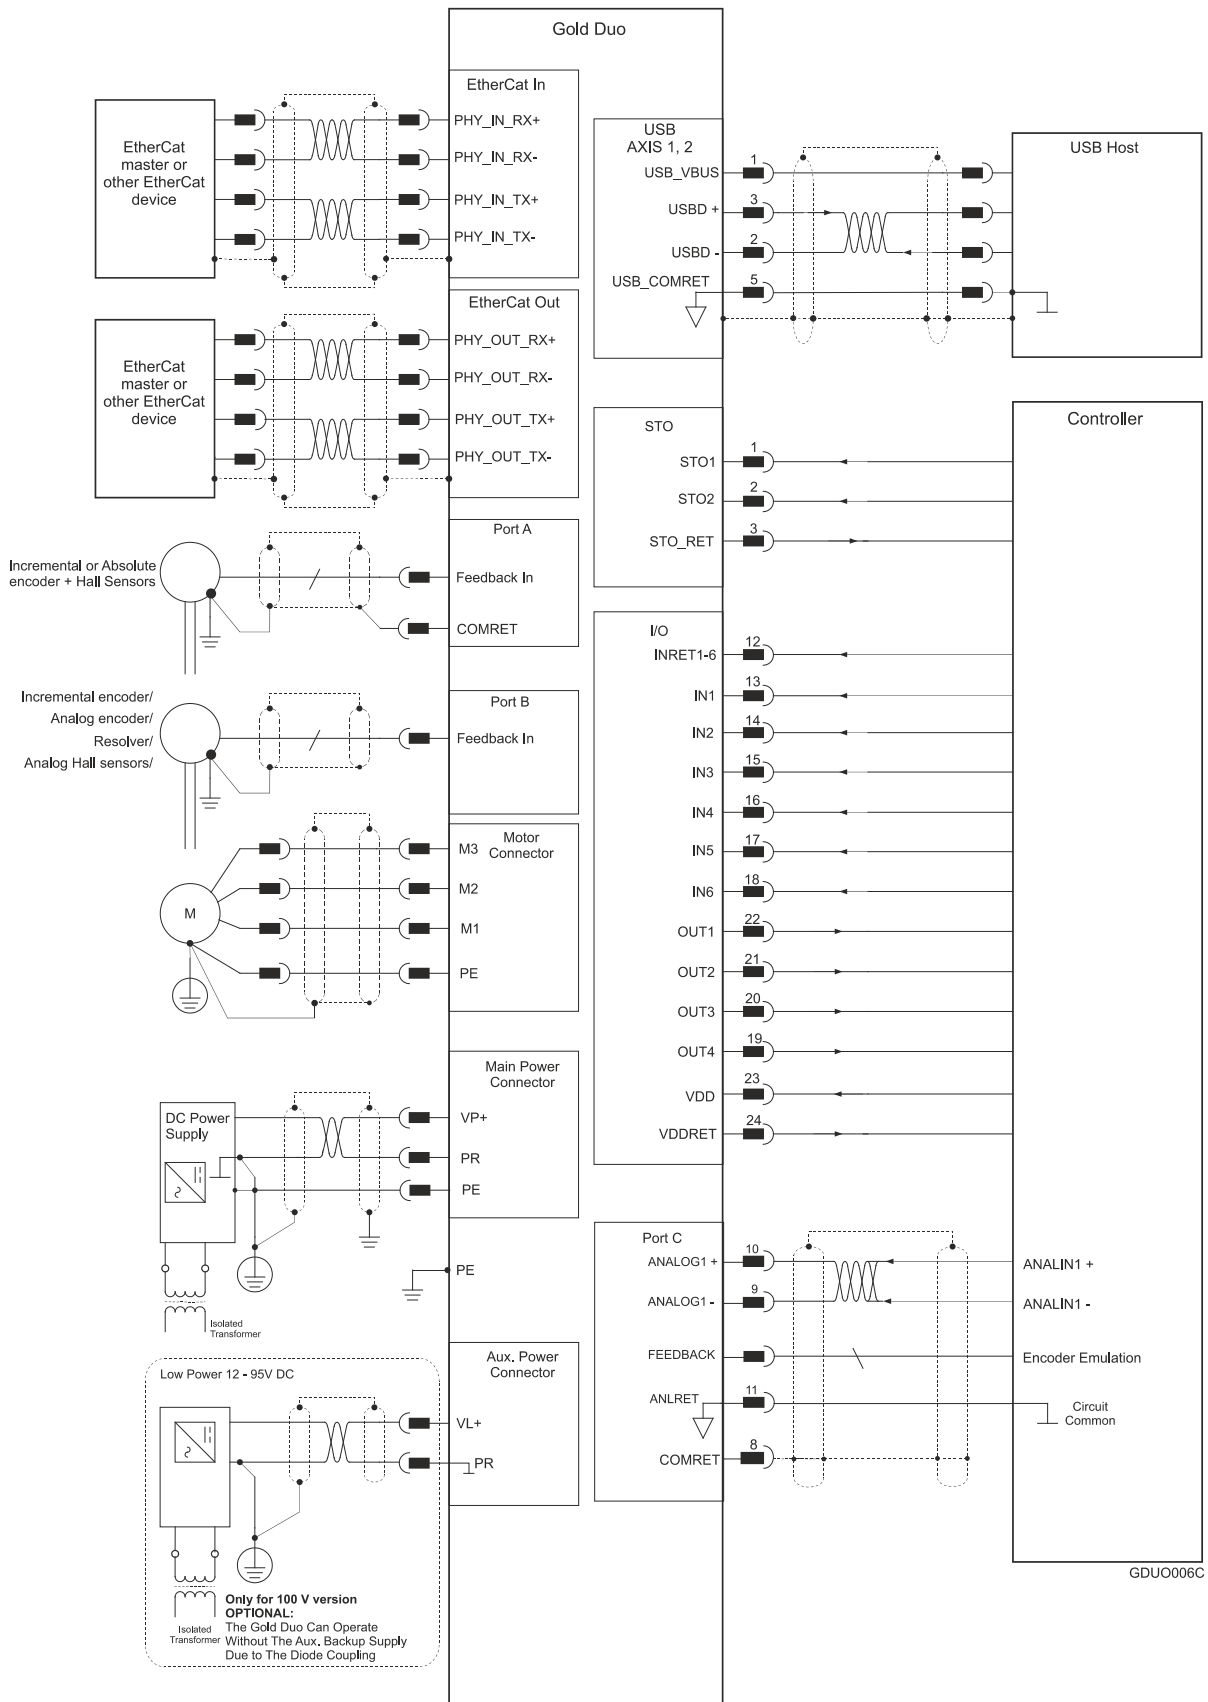 Gold Duo
EtherCat In
EtherCat
master or
other EtherCat
device
PHY_IN_RX+
PHY_IN_RX-
PHY_IN_TX+
PHY_IN_TX-
EtherCat Out
EtherCat
master or
other EtherCat
device
PHY_OUT_RX+
PHY_OUT_RX-
PHY_OUT_TX+
PHY_OUT_TX-
Port A
Incremental or Absolute
encoder + Hall Sensors
Feedback In
COMRET
Port B
Incremental encoder/
Analog encoder/
Resolver/
Analog Hall sensors/
Feedback In
Motor
Connector
M3
M2
M
M1
PE
Main Power
Connector
DC Power
Supply
VP+
PR
PE
PE
Isolated
Transformer
Aux. Power
Connector
Low Power 12 - 95V DC
VL+
PR
Isolated
Transformer
Only for 100 V version
OPTIONAL:
The Gold Duo Can Operate
Without The Aux. Backup Supply
Due to The Diode Coupling
USB
AXIS 1, 2
USB Host
USB_VBUS 1
USBD + 3
USBD - 2
USB_COMRET 5
STO
Controller
STO1 1
STO2 2
STO_RET 3
I/O
INRET1-6 12
IN1 13
IN2 14
IN3 15
IN4 16
IN5 17
IN6 18
OUT1 22
OUT2 21
OUT3 20
OUT4 19
VDD 23
VDDRET 24
Port C
ANALOG1 + 10 ANALIN1 +
ANALOG1 - 9 ANALIN1 -
FEEDBACK Encoder Emulation
ANLRET 11
Circuit
Common
COMRET 8
GDUO006C